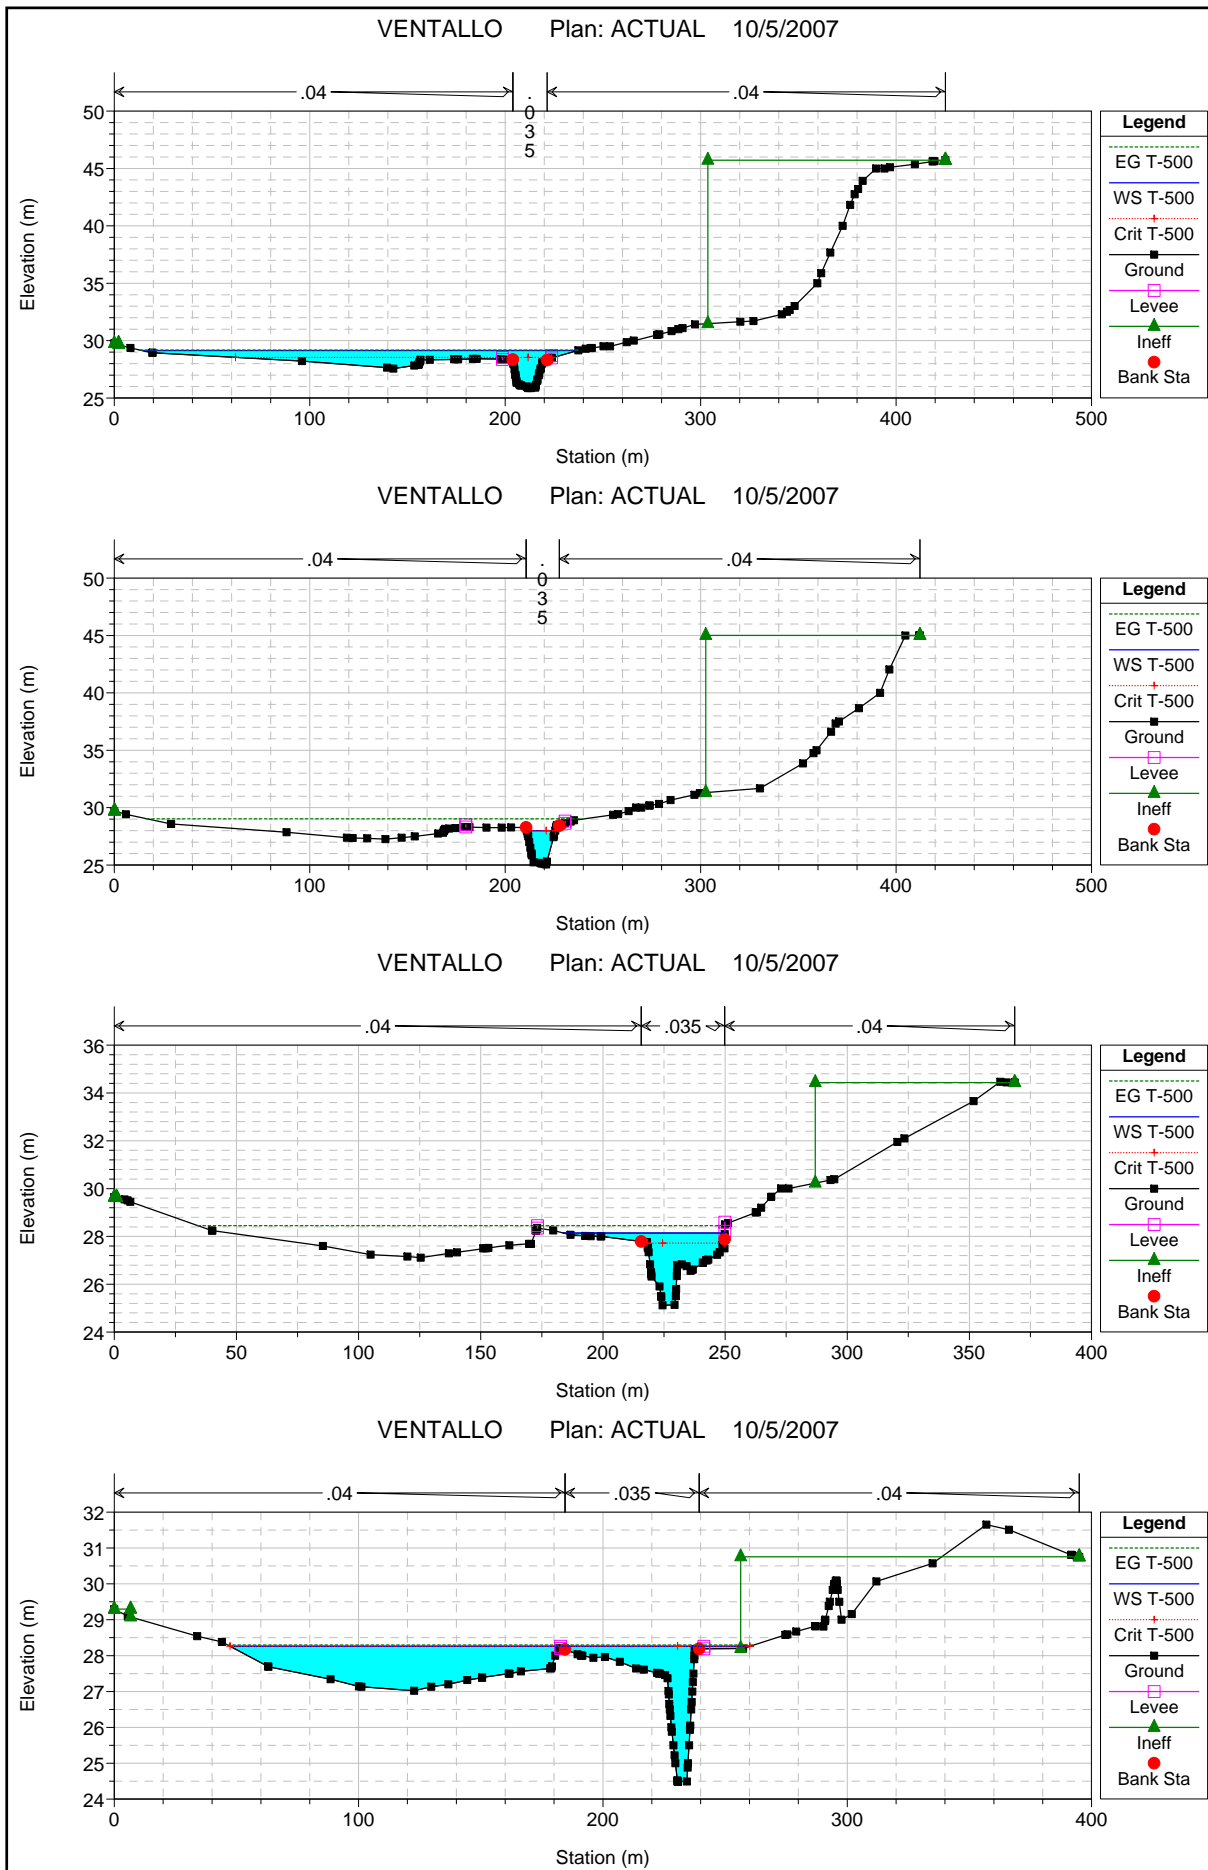 VENTALLO Plan: ACTUAL 10/5/2007
.04 .035 .04
Elevation (m)
50
45
40
35
30
25
0 100 200 300 400 500
Station (m)
Legend
EG T-500
WS T-500
Crit T-500
Ground
Levee
Ineff
Bank Sta
VENTALLO Plan: ACTUAL 10/5/2007
.04 .035 .04
Elevation (m)
50
45
40
35
30
25
0 100 200 300 400 500
Station (m)
Legend
EG T-500
WS T-500
Crit T-500
Ground
Levee
Ineff
Bank Sta
VENTALLO Plan: ACTUAL 10/5/2007
.04 .035 .04
Elevation (m)
36
34
32
30
28
26
24
0 50 100 150 200 250 300 350 400
Station (m)
Legend
EG T-500
WS T-500
Crit T-500
Ground
Levee
Ineff
Bank Sta
VENTALLO Plan: ACTUAL 10/5/2007
.04 .035 .04
Elevation (m)
32
31
30
29
28
27
26
25
24
0 100 200 300 400
Station (m)
Legend
EG T-500
WS T-500
Crit T-500
Ground
Levee
Ineff
Bank Sta